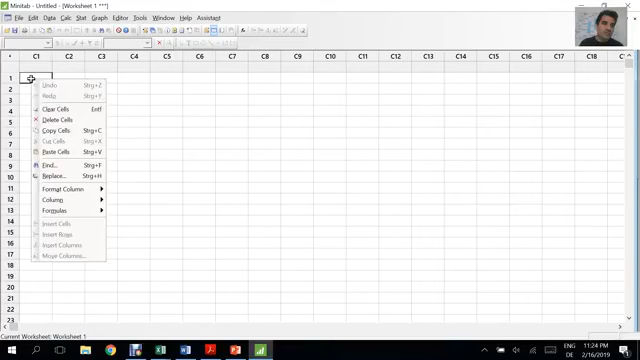 Minitab - Untitled - [Worksheet 1 ***]
File Edit Data Calc Stat Graph Editor Tools Window Help Assistant
C1 C2 C3 C4 C5 C6 C7 C8 C9 C10 C11 C12 C13 C14 C15 C16 C17 C18
1
2
3
4
5
6
7
8
9
10
11
12
13
14
15
16
17
18
19
20
21
22
23
Undo Strg+Z
Redo Strg+Y
Clear Cells Entf
Delete Cells
Copy Cells Strg+C
Cut Cells Strg+X
Paste Cells Strg+V
Find... Strg+F
Replace... Strg+H
Format Column
Column
Formulas
Insert Cells
Insert Rows
Insert Columns
Move Columns...
Current Worksheet: Worksheet 1
ENG 11:24 PM
DE 2/16/2019